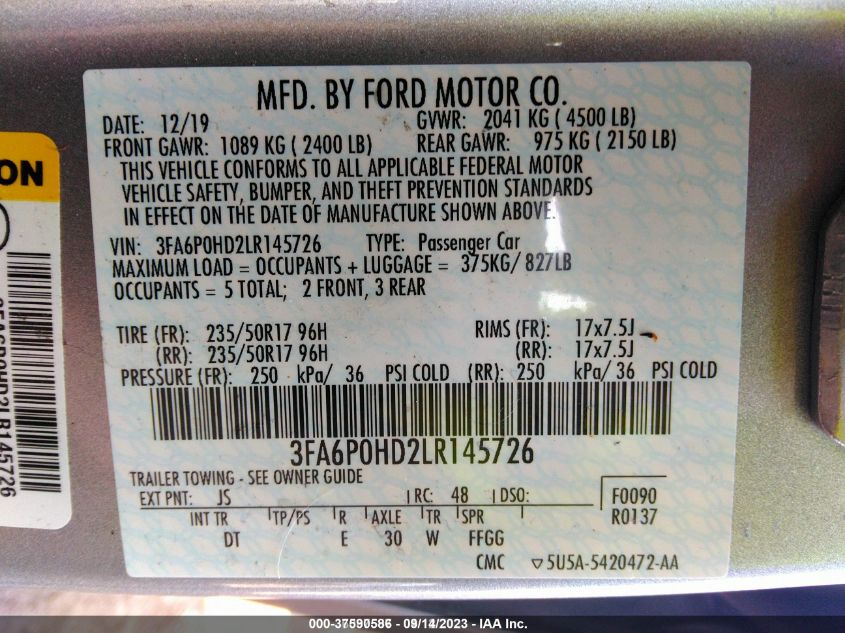 MFD. BY FORD MOTOR CO.
DATE: 12/19 GVWR: 2041 KG ( 4500 LB)
FRONT GAWR: 1089 KG ( 2400 LB) REAR GAWR: 975 KG ( 2150 LB)
THIS VEHICLE CONFORMS TO ALL APPLICABLE FEDERAL MOTOR
VEHICLE SAFETY, BUMPER, AND THEFT PREVENTION STANDARDS
IN EFFECT ON THE DATE OF MANUFACTURE SHOWN ABOVE.
VIN: 3FA6P0HD2LR145726 TYPE: Passenger Car
MAXIMUM LOAD = OCCUPANTS + LUGGAGE = 375KG/ 827LB
OCCUPANTS = 5 TOTAL; 2 FRONT, 3 REAR
TIRE (FR): 235/50R17 96H RIMS (FR): 17x7.5J
(RR): 235/50R17 96H (RR): 17x7.5J
PRESSURE (FR): 250 kPa/ 36 PSI COLD (RR): 250 kPa/ 36 PSI COLD
3FA6P0HD2LR145726
TRAILER TOWING - SEE OWNER GUIDE
EXT PNT: JS RC: 48 DSO: F0090
INT TR TP/PS R AXLE TR SPR R0137
DT E 30 W FFGG
CMC ▽5U5A-5420472-AA
ON
3FA6P0HD2LR145726
000-37590586 - 09/14/2023 - IAA Inc.